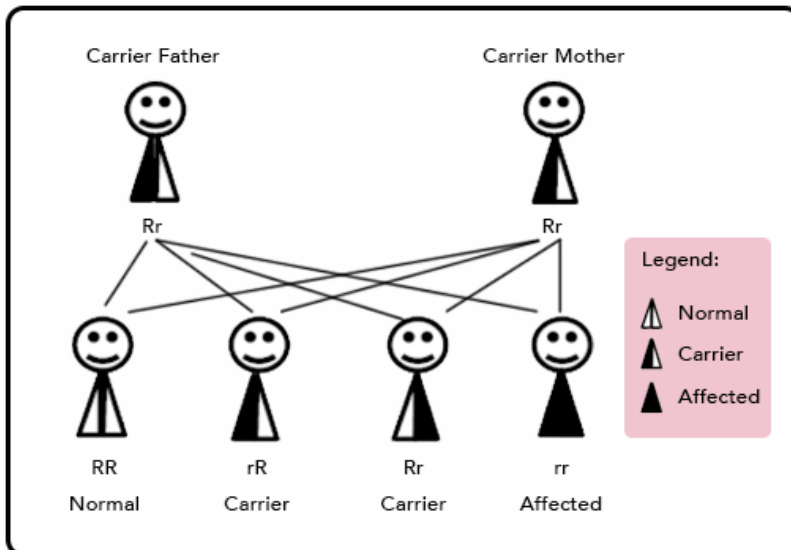 Carrier Father
Carrier Mother
Rr
Rr
Legend:
Normal
Carrier
Affected
RR
rR
Rr
rr
Normal
Carrier
Carrier
Affected